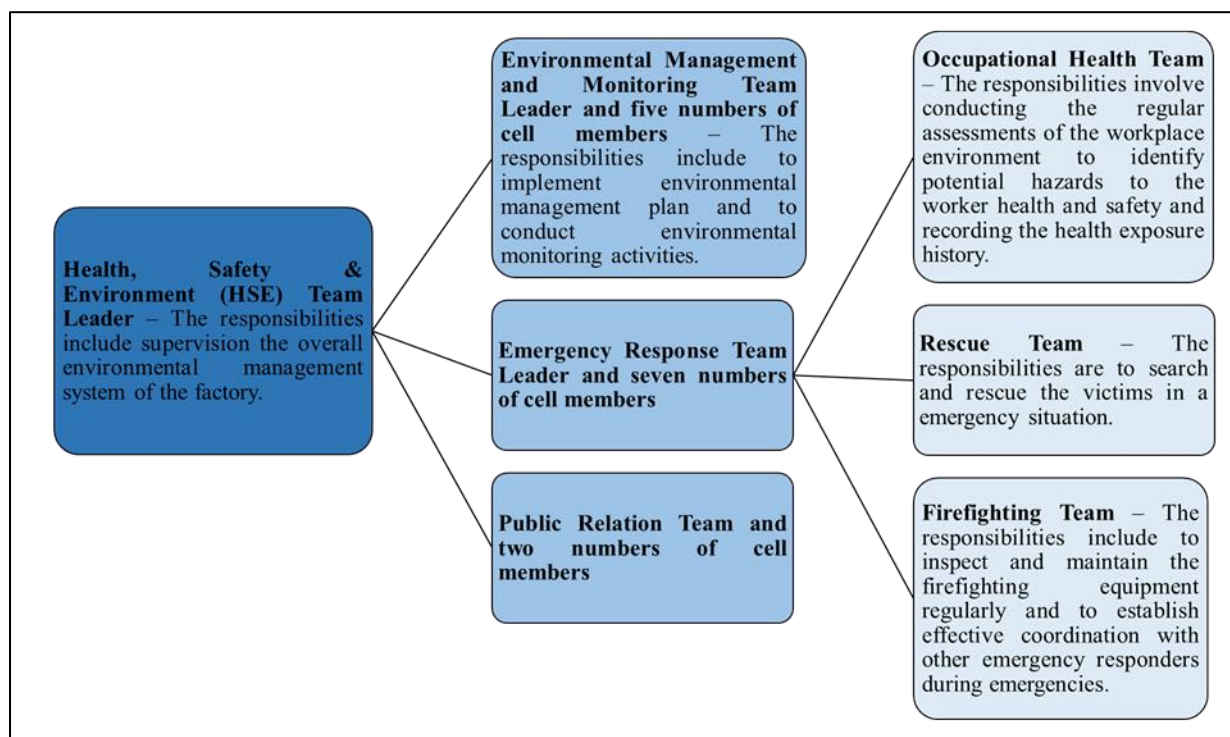 Health, Safety &
Environment (HSE) Team
Leader – The responsibilities
include supervision the overall
environmental management
system of the factory.
Environmental Management
and Monitoring Team
Leader and five numbers of
cell members – The
responsibilities include to
implement environmental
management plan and to
conduct environmental
monitoring activities.
Emergency Response Team
Leader and seven numbers
of cell members
Public Relation Team and
two numbers of cell
members
Occupational Health Team
– The responsibilities involve
conducting the regular
assessments of the workplace
environment to identify
potential hazards to the
worker health and safety and
recording the health exposure
history.
Rescue Team – The
responsibilities are to search
and rescue the victims in a
emergency situation.
Firefighting Team – The
responsibilities include to
inspect and maintain the
firefighting equipment
regularly and to establish
effective coordination with
other emergency responders
during emergencies.